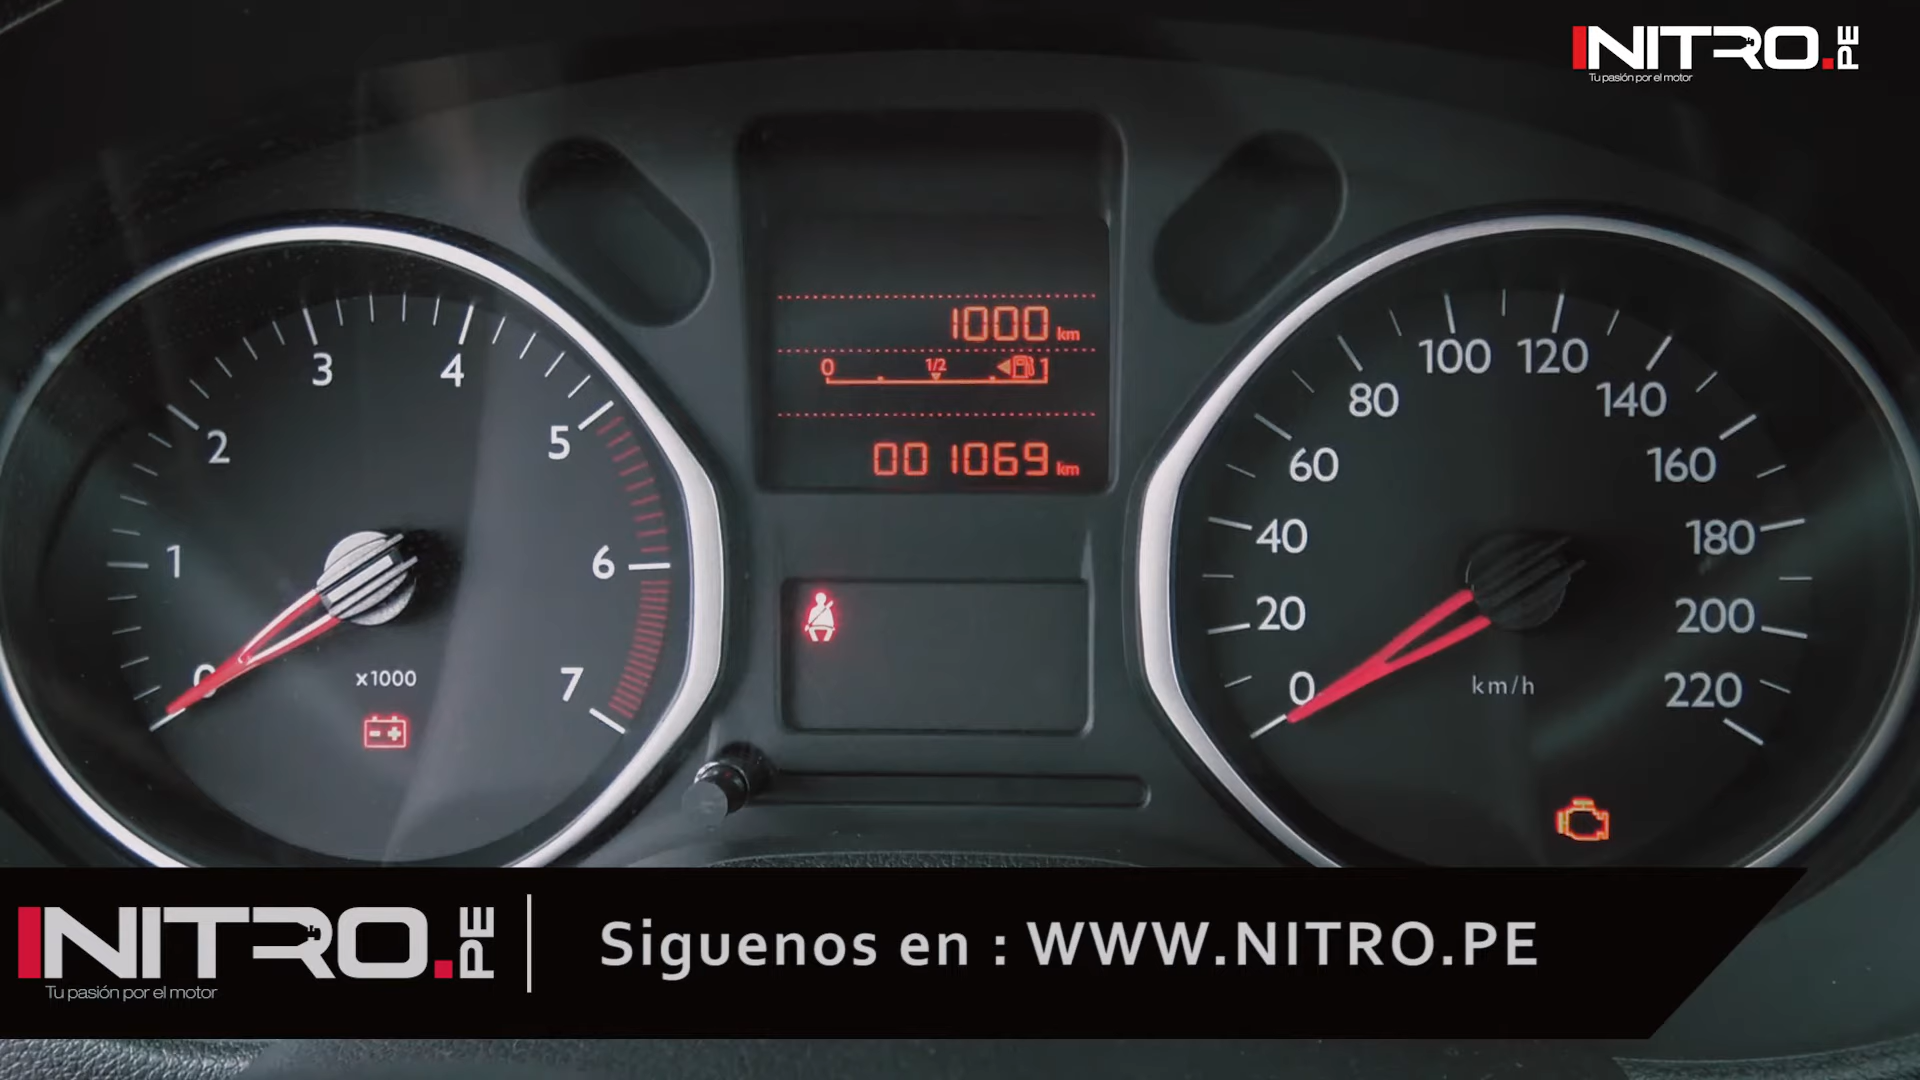 NITRO.PE
Tu pasión por el motor
1000 km
0 1/2 1
001069 km
0 1 2 3 4 5 6 7
x1000
0 20 40 60 80 100 120 140 160 180 200 220
km/h
NITRO.PE
Tu pasión por el motor
Siguenos en : WWW.NITRO.PE